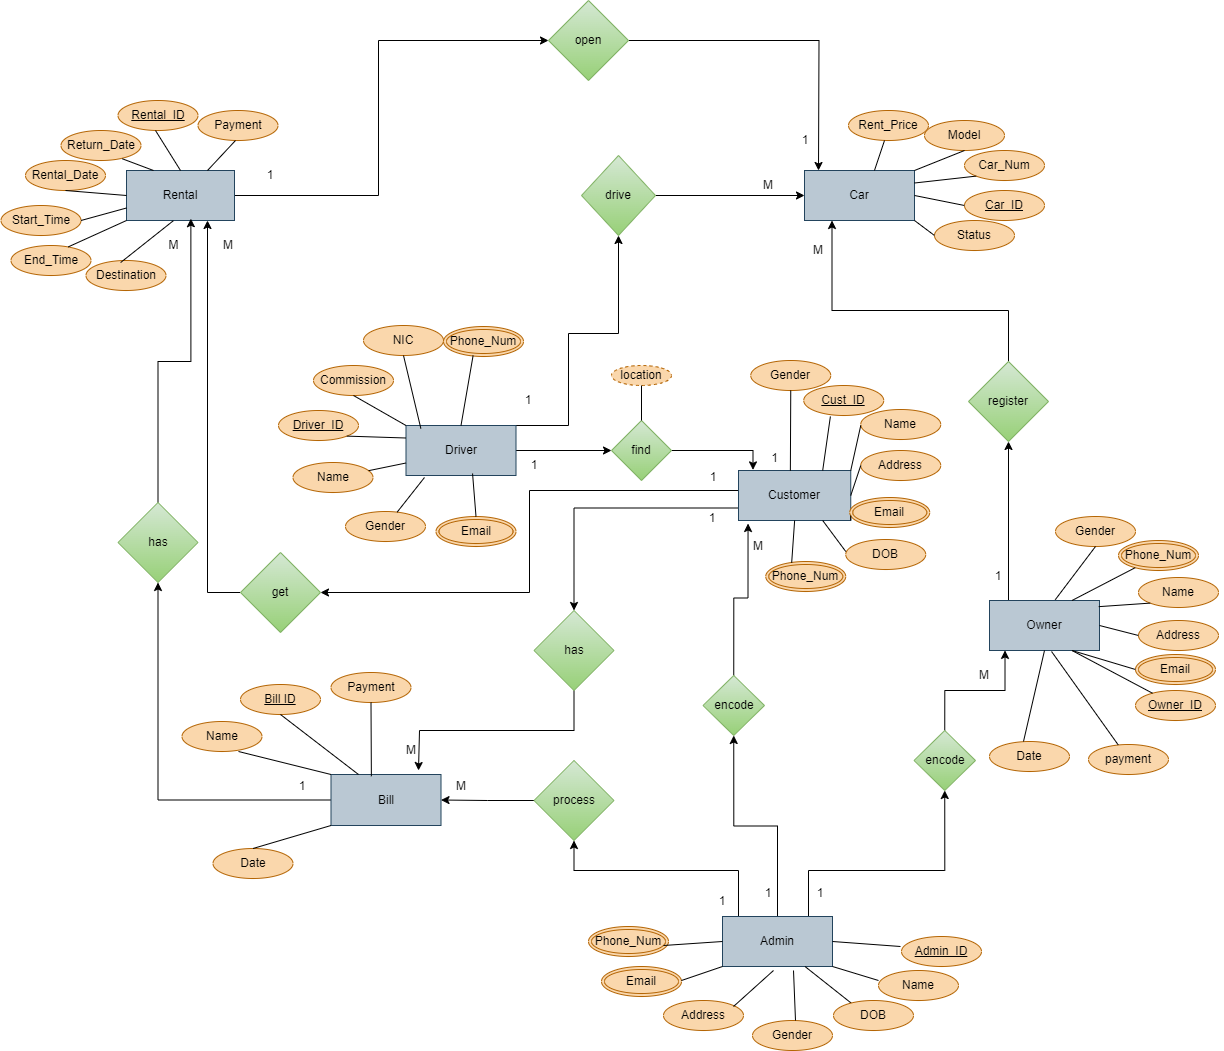 open
Rental_ID
Payment
Return_Date
Rental_Date
Rental
Start_Time
End_Time
Destination
1
M
M
Rent_Price
Model
Car_Num
Car
Car_ID
Status
1
M
M
drive
NIC
Phone_Num
Commission
Driver_ID
Driver
Name
Gender
Email
1
1
location
find
Gender
Cust_ID
Name
Address
Customer
Email
DOB
Phone_Num
1
1
1
M
register
has
get
has
Gender
Phone_Num
Name
Owner
Address
Email
Owner_ID
Date
payment
1
M
encode
encode
Bill ID
Payment
Name
Bill
Date
1
M
M
process
1
1
1
Phone_Num
Admin
Admin_ID
Email
Name
Address
DOB
Gender